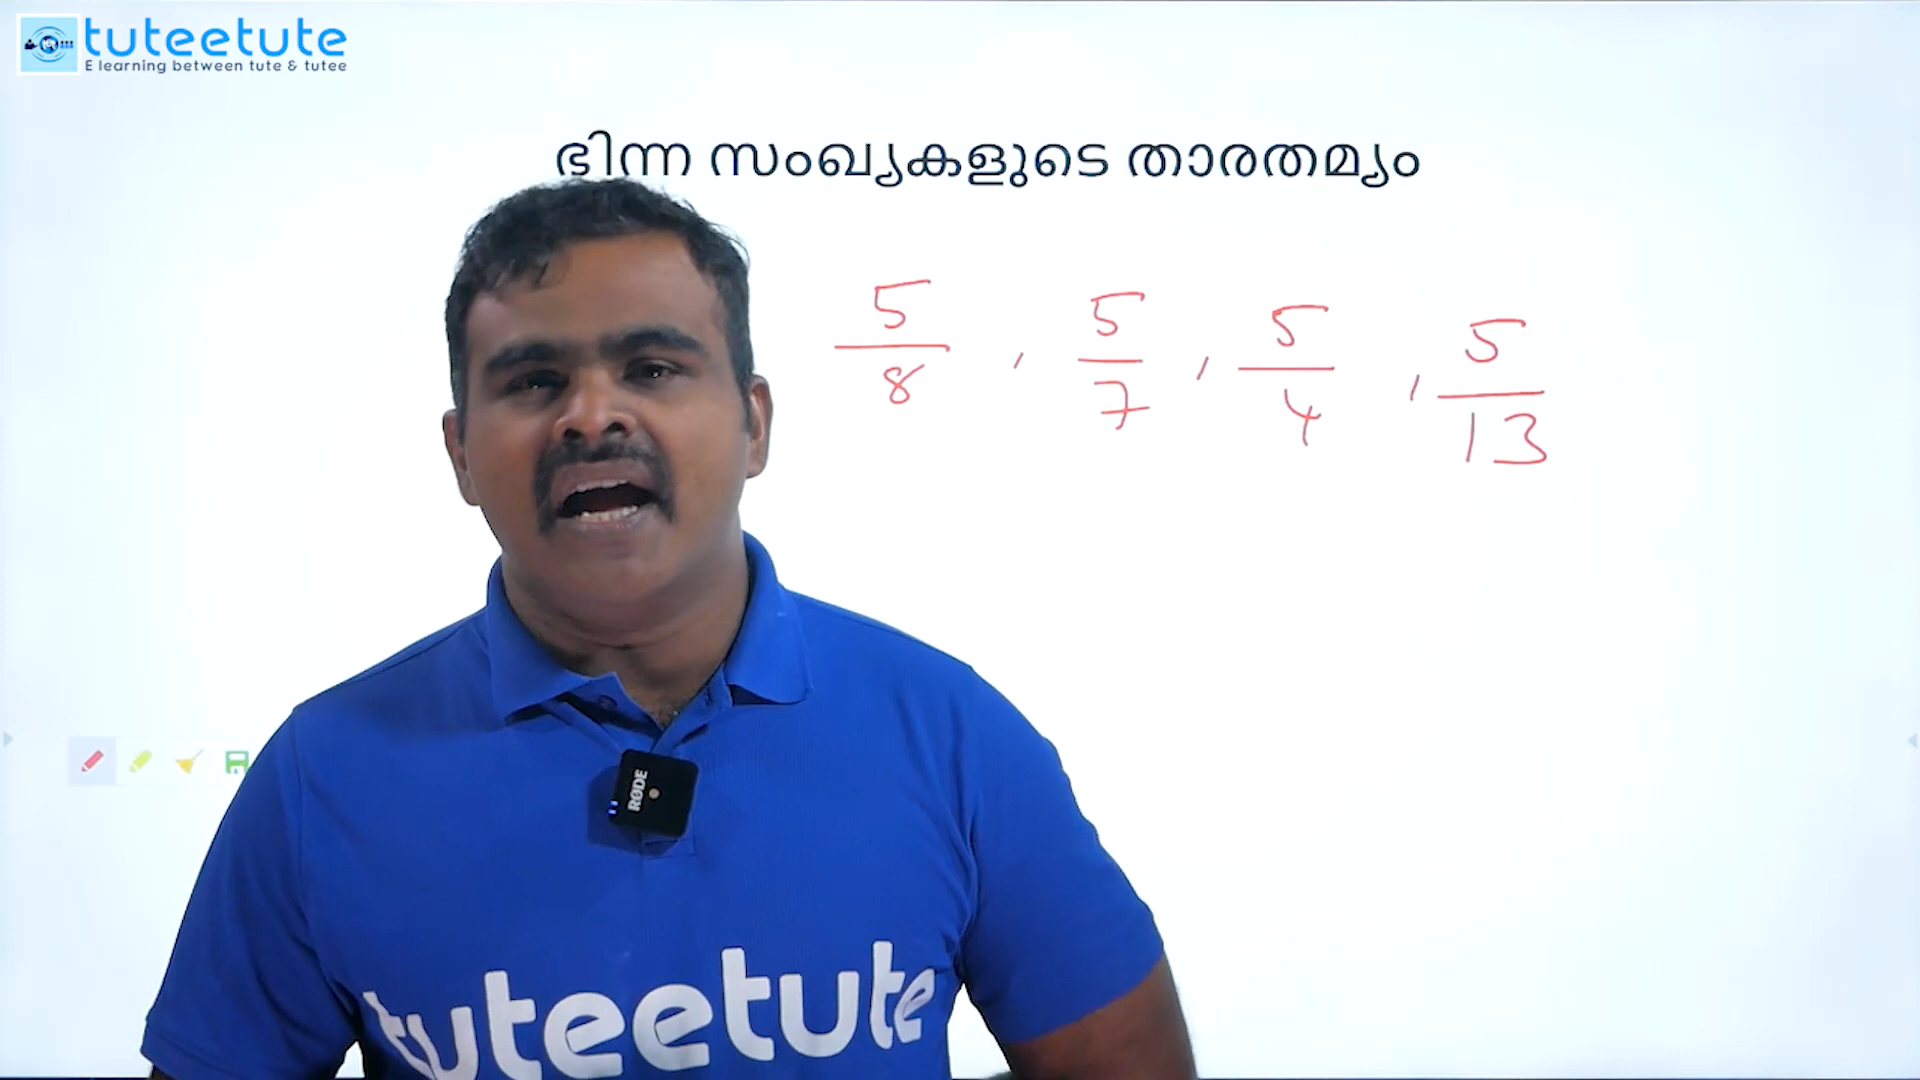 tuteetute
E learning between tute & tutee
ഭിന്ന സംഖ്യകളുടെ താരതമ്യം
5/8 , 5/7 , 5/4 , 5/13
RØDE
tuteetute